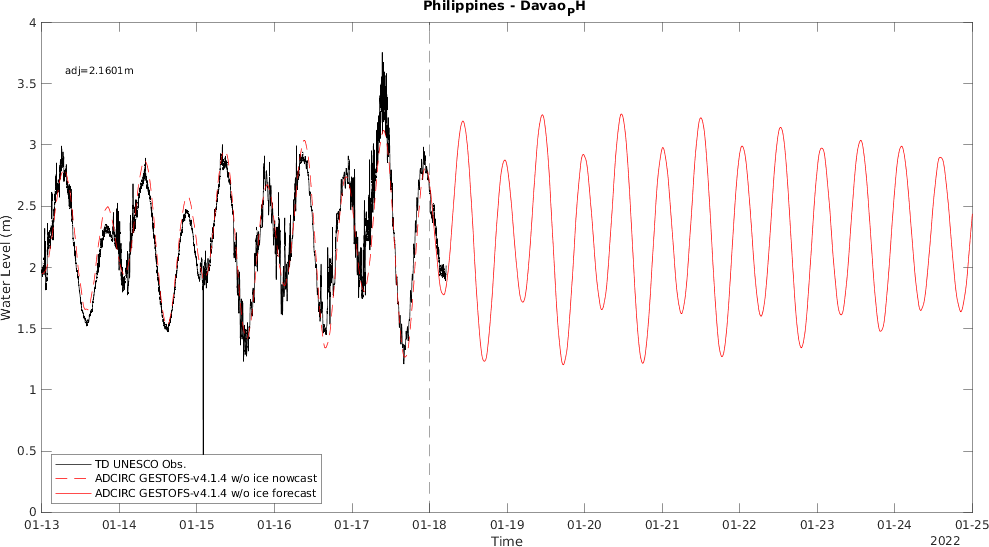 Philippines - DavaopH
adj=2.1601m
Water Level (m)
4
3.5
3
2.5
2
1.5
1
0.5
0
TD UNESCO Obs.
ADCIRC GESTOFS-v4.1.4 w/o ice nowcast
ADCIRC GESTOFS-v4.1.4 w/o ice forecast
01-13 01-14 01-15 01-16 01-17 01-18 01-19 01-20 01-21 01-22 01-23 01-24 01-25
Time
2022